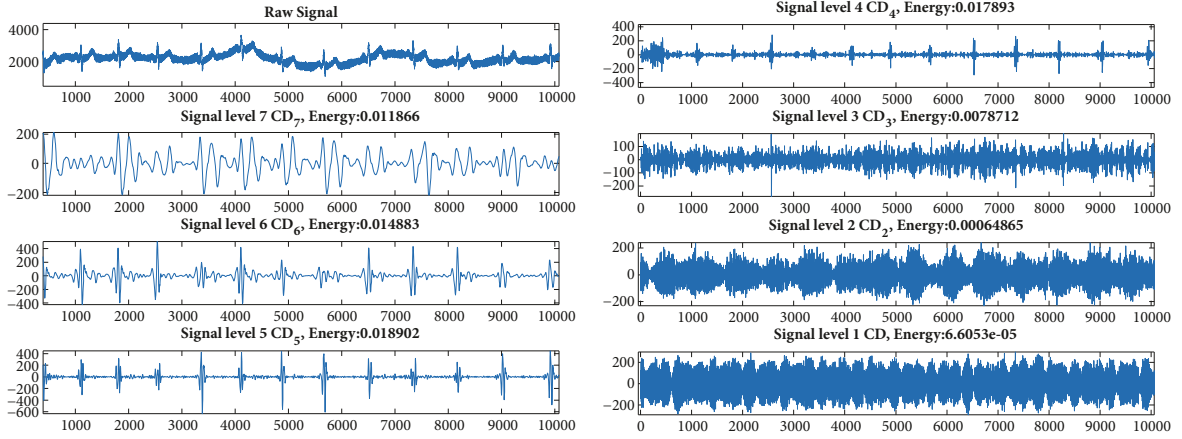 Raw Signal
4000
2000
1000 2000 3000 4000 5000 6000 7000 8000 9000 10000
Signal level 7 CD7, Energy:0.011866
200
0
−200
1000 2000 3000 4000 5000 6000 7000 8000 9000 10000
Signal level 6 CD6, Energy:0.014883
400
200
0
−200
−400
1000 2000 3000 4000 5000 6000 7000 8000 9000 10000
Signal level 5 CD5, Energy:0.018902
400
200
0
−200
−400
−600
1000 2000 3000 4000 5000 6000 7000 8000 9000 10000
Signal level 4 CD4, Energy:0.017893
400
200
0
−200
−400
0 1000 2000 3000 4000 5000 6000 7000 8000 9000 10000
Signal level 3 CD3, Energy:0.0078712
100
0
−100
−200
0 1000 2000 3000 4000 5000 6000 7000 8000 9000 10000
Signal level 2 CD2, Energy:0.00064865
200
0
−200
0 1000 2000 3000 4000 5000 6000 7000 8000 9000 10000
Signal level 1 CD, Energy:6.6053e-05
200
0
−200
0 1000 2000 3000 4000 5000 6000 7000 8000 9000 10000